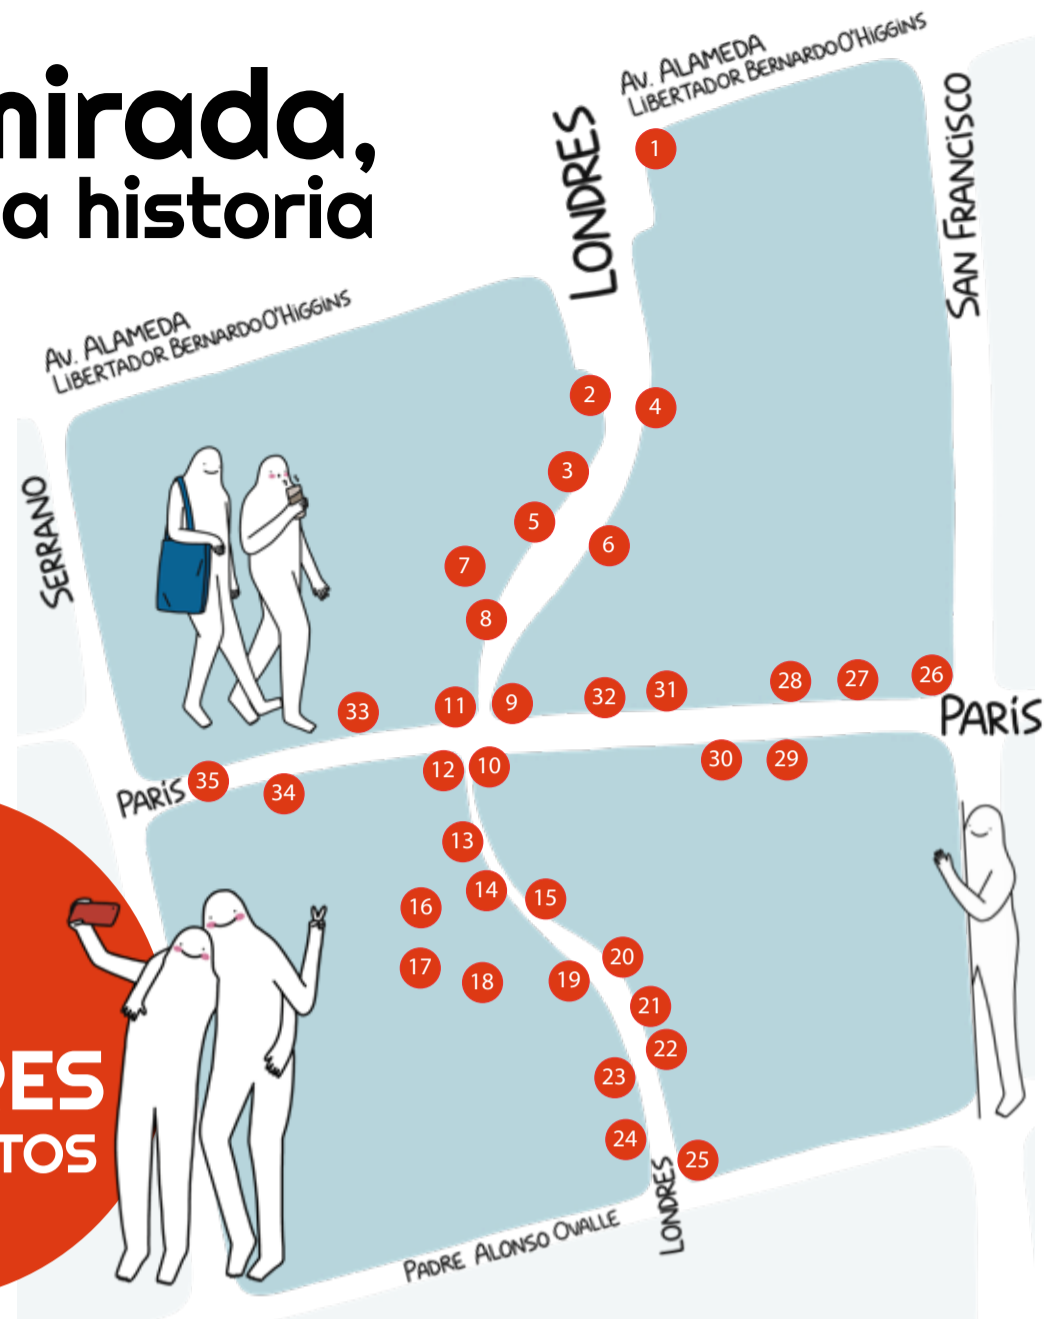 mirada,
a historia
Av. ALAMEDA
LIBERTADOR BERNARDO O'HIGGINS
LONDRES
SAN FRANCISCO
1
Av. ALAMEDA
LIBERTADOR BERNARDO O'HIGGINS
SERRANO
2
4
3
5
6
7
8
9
11
32
31
28
27
26
33
PARÍS
35
34
PARÍS
12
10
30
29
13
14
15
16
17
18
19
20
21
22
23
24
25
PES
TOS
LONDRES
PADRE ALONSO OVALLE